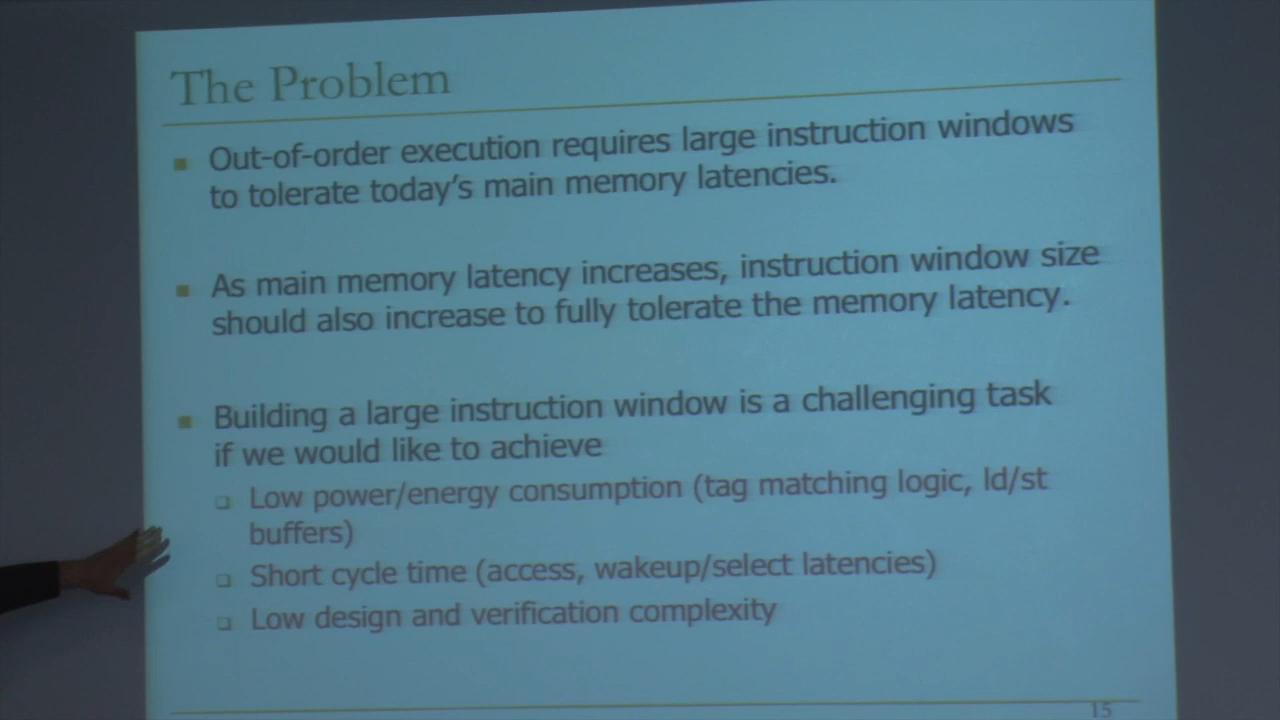 The Problem
Out-of-order execution requires large instruction windows
to tolerate today's main memory latencies.
As main memory latency increases, instruction window size
should also increase to fully tolerate the memory latency.
Building a large instruction window is a challenging task
if we would like to achieve
Low power/energy consumption (tag matching logic, ld/st
buffers)
Short cycle time (access, wakeup/select latencies)
Low design and verification complexity
15